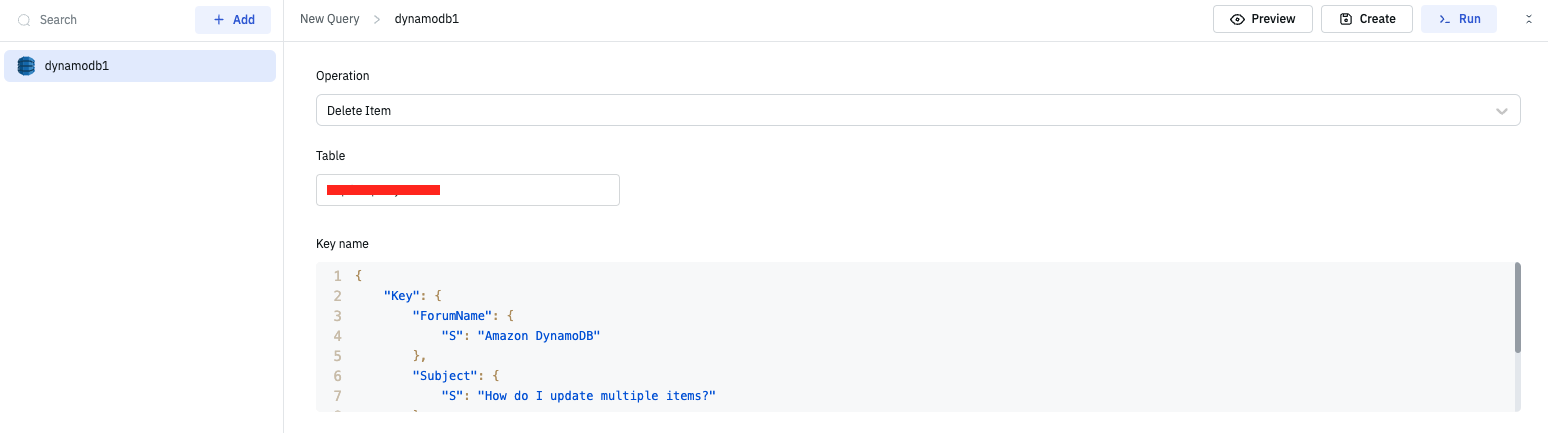 Search
+ Add
dynamodb1
New Query > dynamodb1
Preview
Create
>_ Run
Operation
Delete Item
Table
Key name
1 {
2 "Key": {
3 "ForumName": {
4 "S": "Amazon DynamoDB"
5 },
6 "Subject": {
7 "S": "How do I update multiple items?"